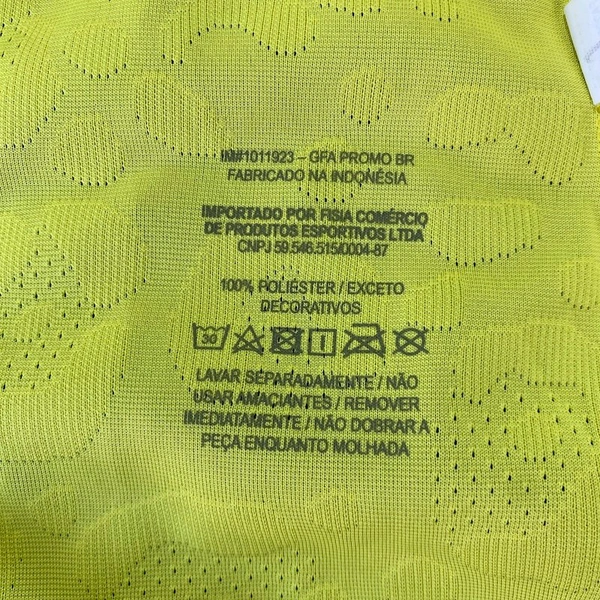 IM#1011923 – GFA PROMO BR
FABRICADO NA INDONÉSIA
IMPORTADO POR FISIA COMÉRCIO
DE PRODUTOS ESPORTIVOS LTDA
CNPJ 59.546.515/0004-87
100% POLIÉSTER / EXCETO
DECORATIVOS
30
LAVAR SEPARADAMENTE / NÃO
USAR AMACIANTES / REMOVER
IMEDIATAMENTE / NÃO DOBRAR A
PEÇA ENQUANTO MOLHADA